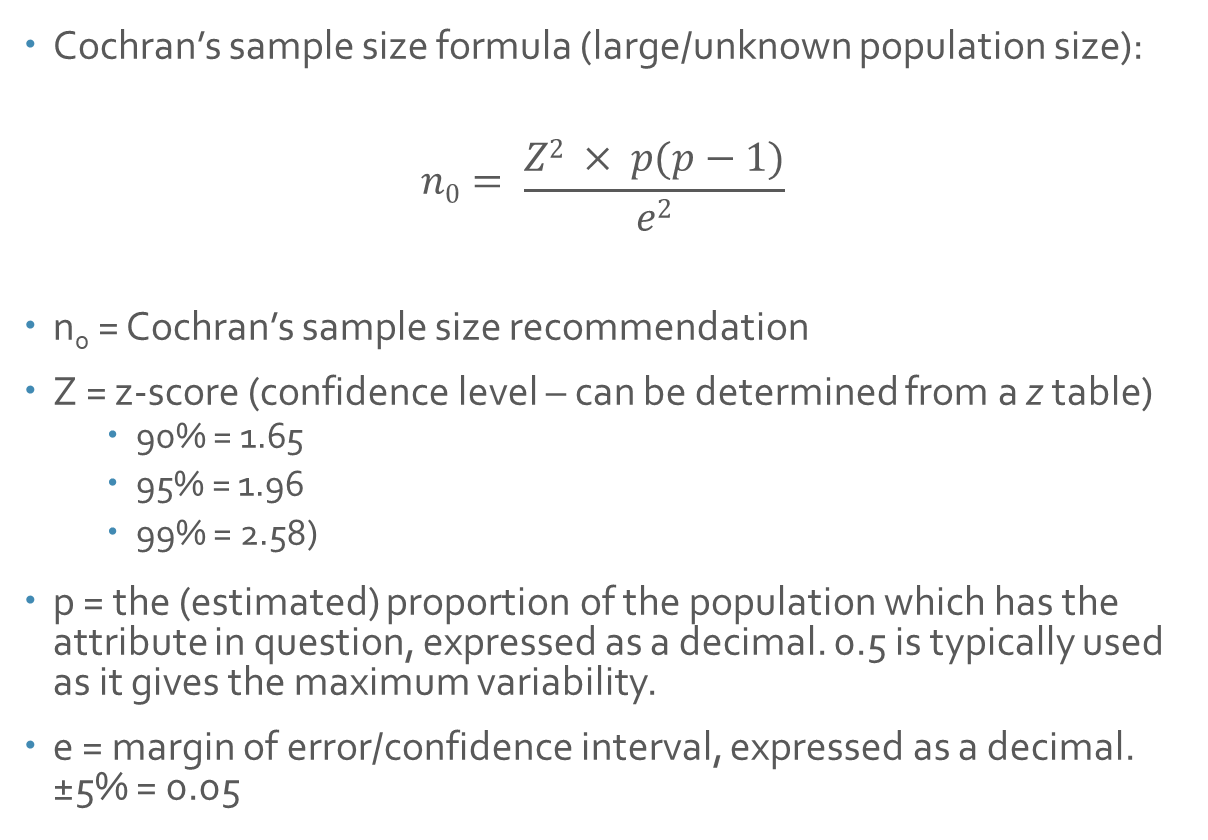 • Cochran’s sample size formula (large/unknown population size):
n₀ = Z² × p(p − 1) / e²
• n₀ = Cochran’s sample size recommendation
• Z = z-score (confidence level – can be determined from a z table)
• 90% = 1.65
• 95% = 1.96
• 99% = 2.58)
• p = the (estimated) proportion of the population which has the
attribute in question, expressed as a decimal. 0.5 is typically used
as it gives the maximum variability.
• e = margin of error/confidence interval, expressed as a decimal.
±5% = 0.05